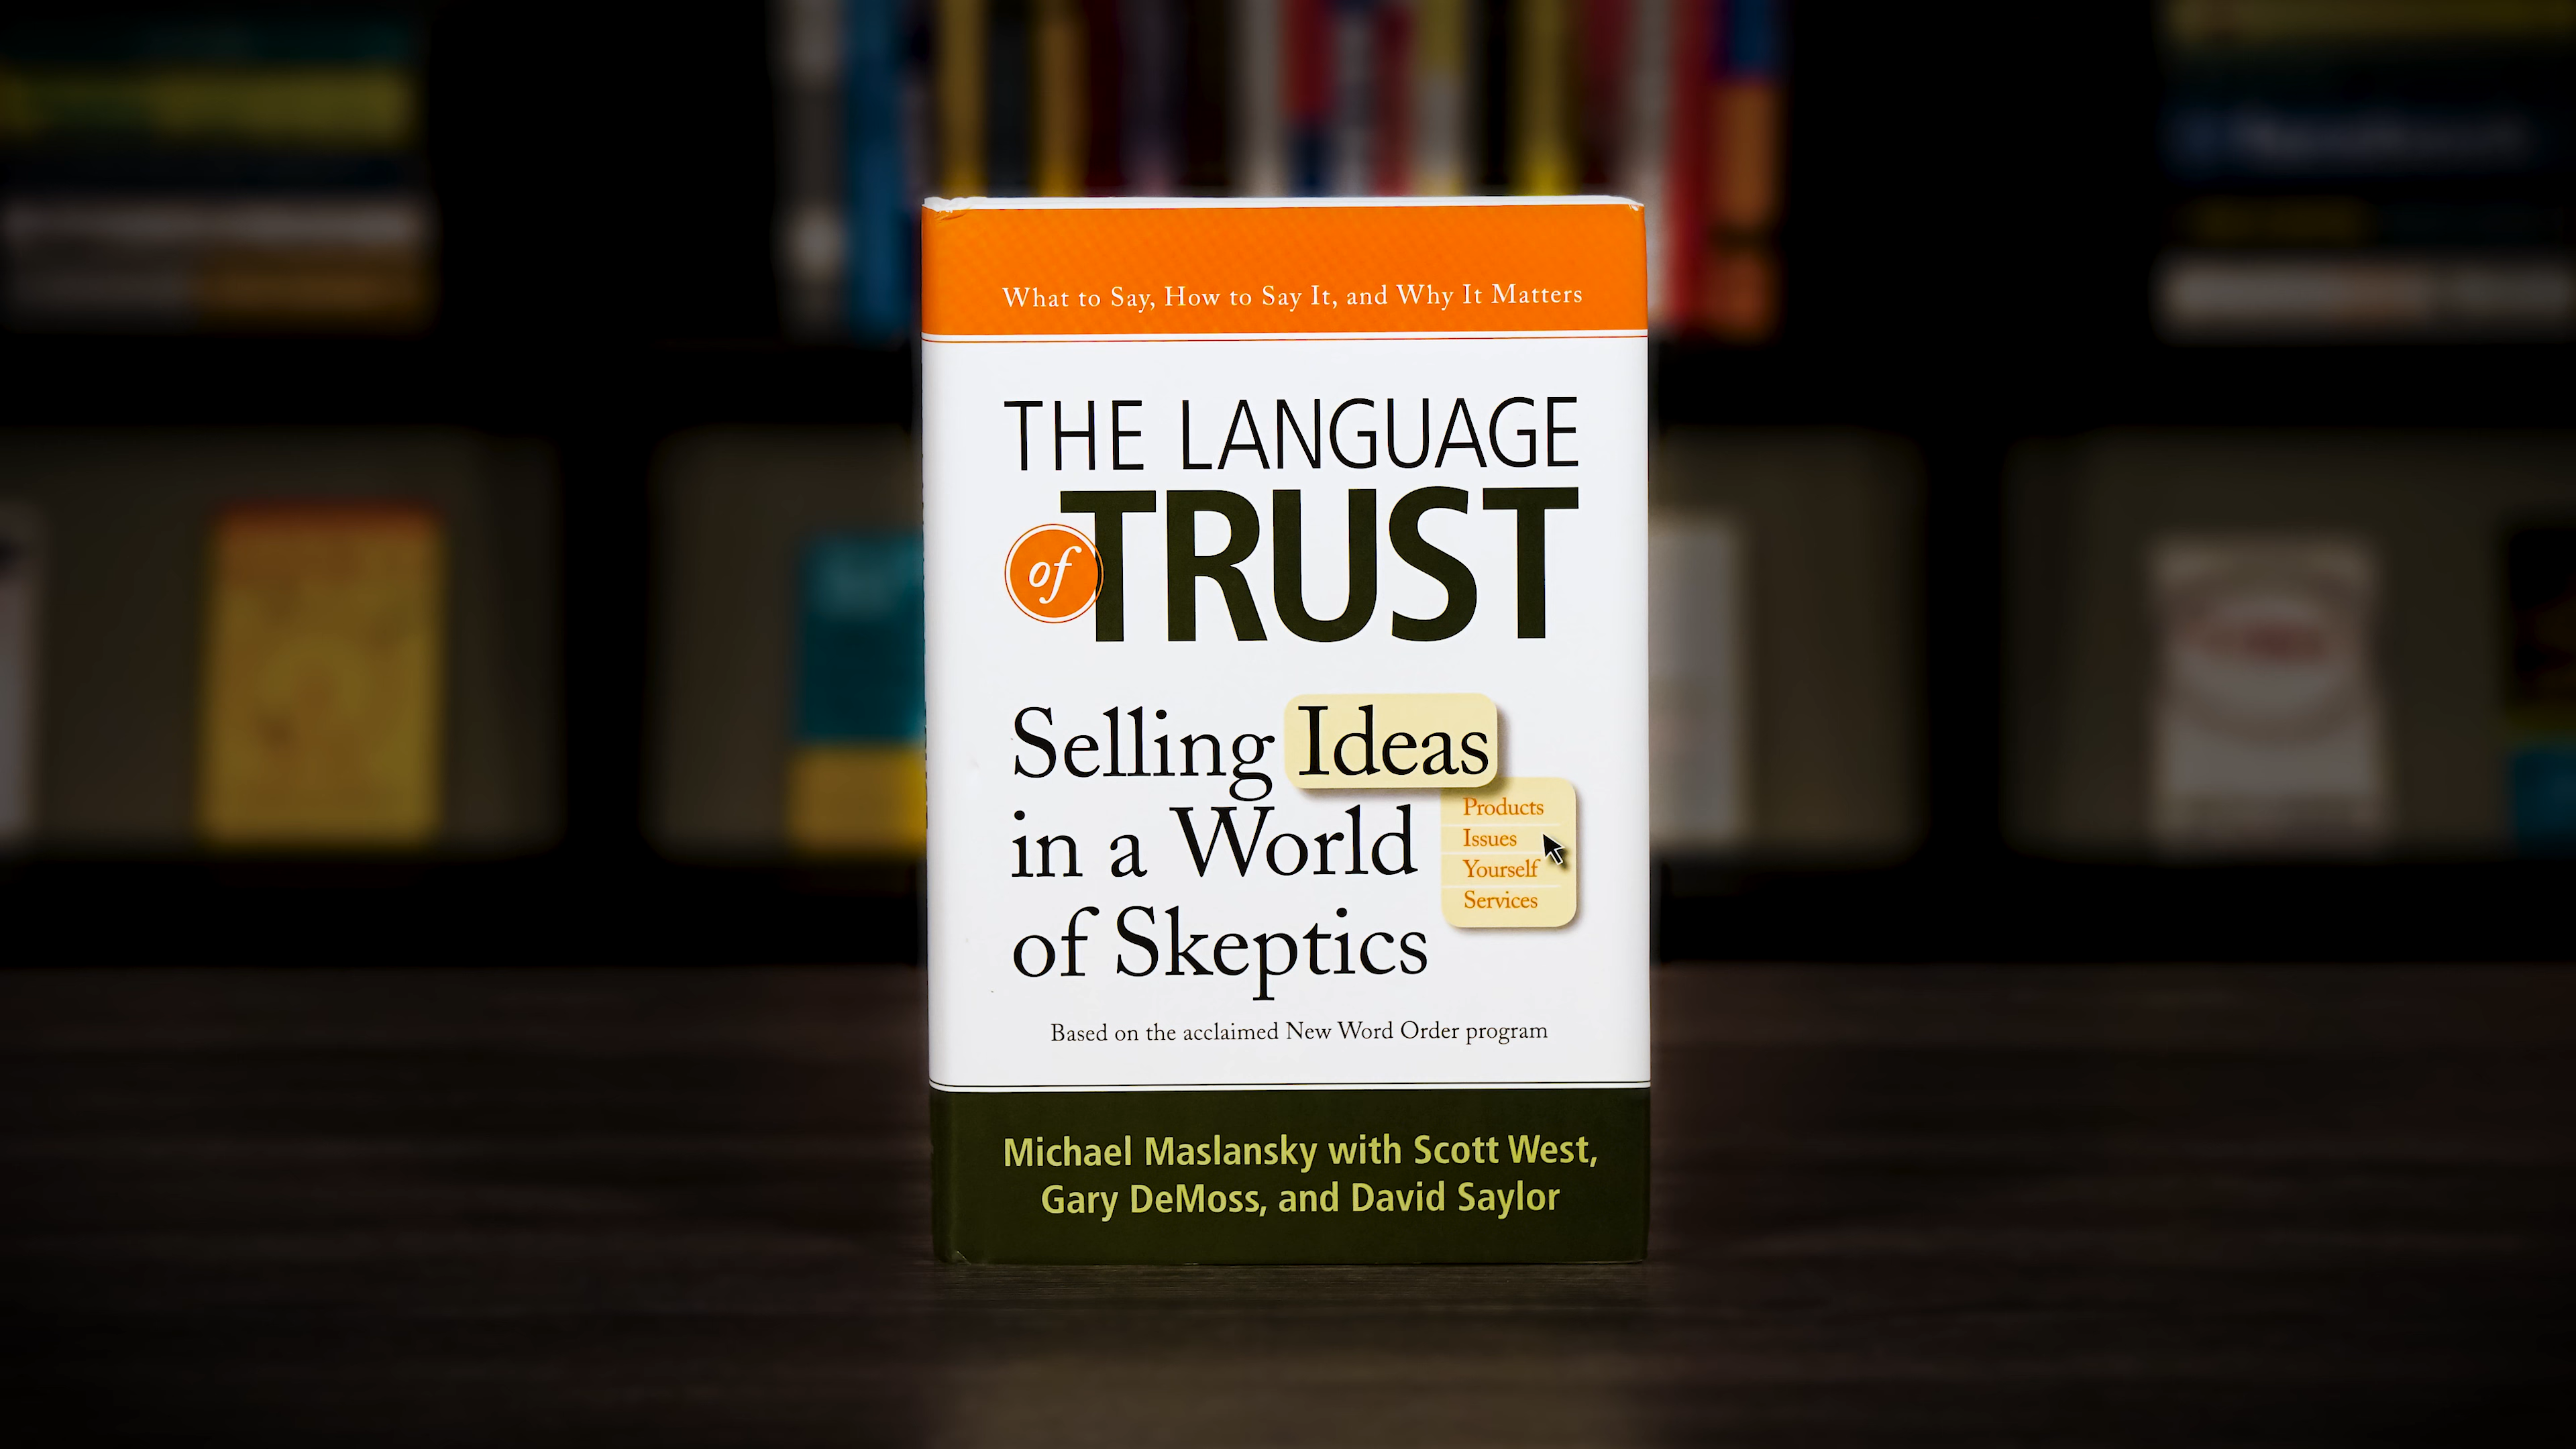 What to Say, How to Say It, and Why It Matters
THE LANGUAGE
of TRUST
Selling Ideas
Products
Issues
Yourself
Services
in a World
of Skeptics
Based on the acclaimed New Word Order program
Michael Maslansky with Scott West,
Gary DeMoss, and David Saylor